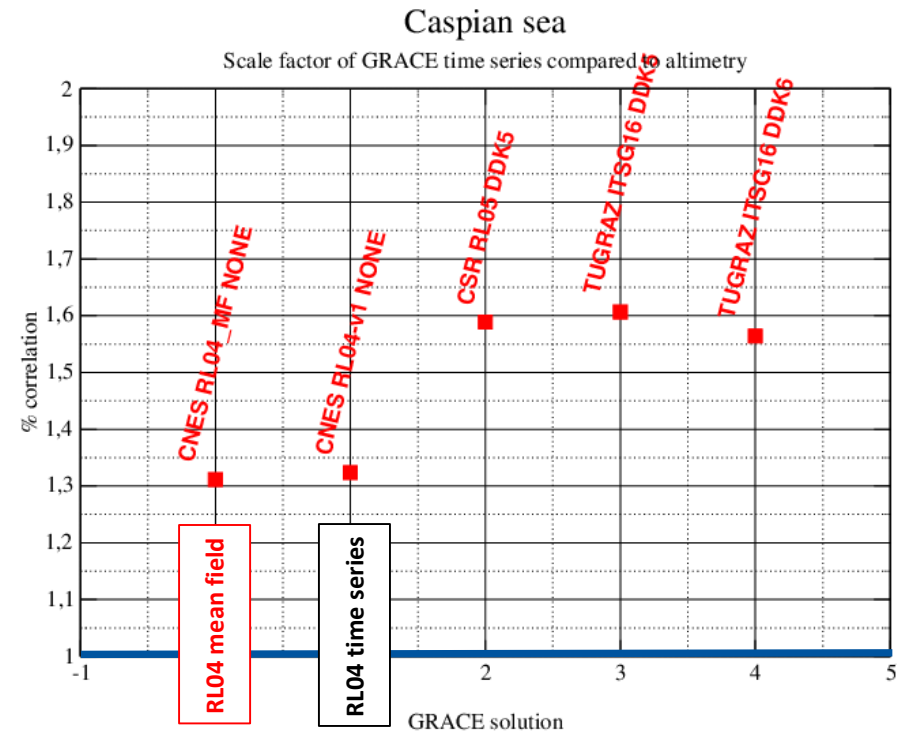 Caspian sea
Scale factor of GRACE time series compared to altimetry
2
1,9
1,8
1,7
1,6
1,5
1,4
1,3
1,2
1,1
1
% correlation
CNES RL04_MF NONE
CNES RL04-v1 NONE
CSR RL05 DDK5
TUGRAZ ITSG16 DDK5
TUGRAZ ITSG16 DDK6
RL04 mean field
RL04 time series
-1
2
3
4
5
GRACE solution